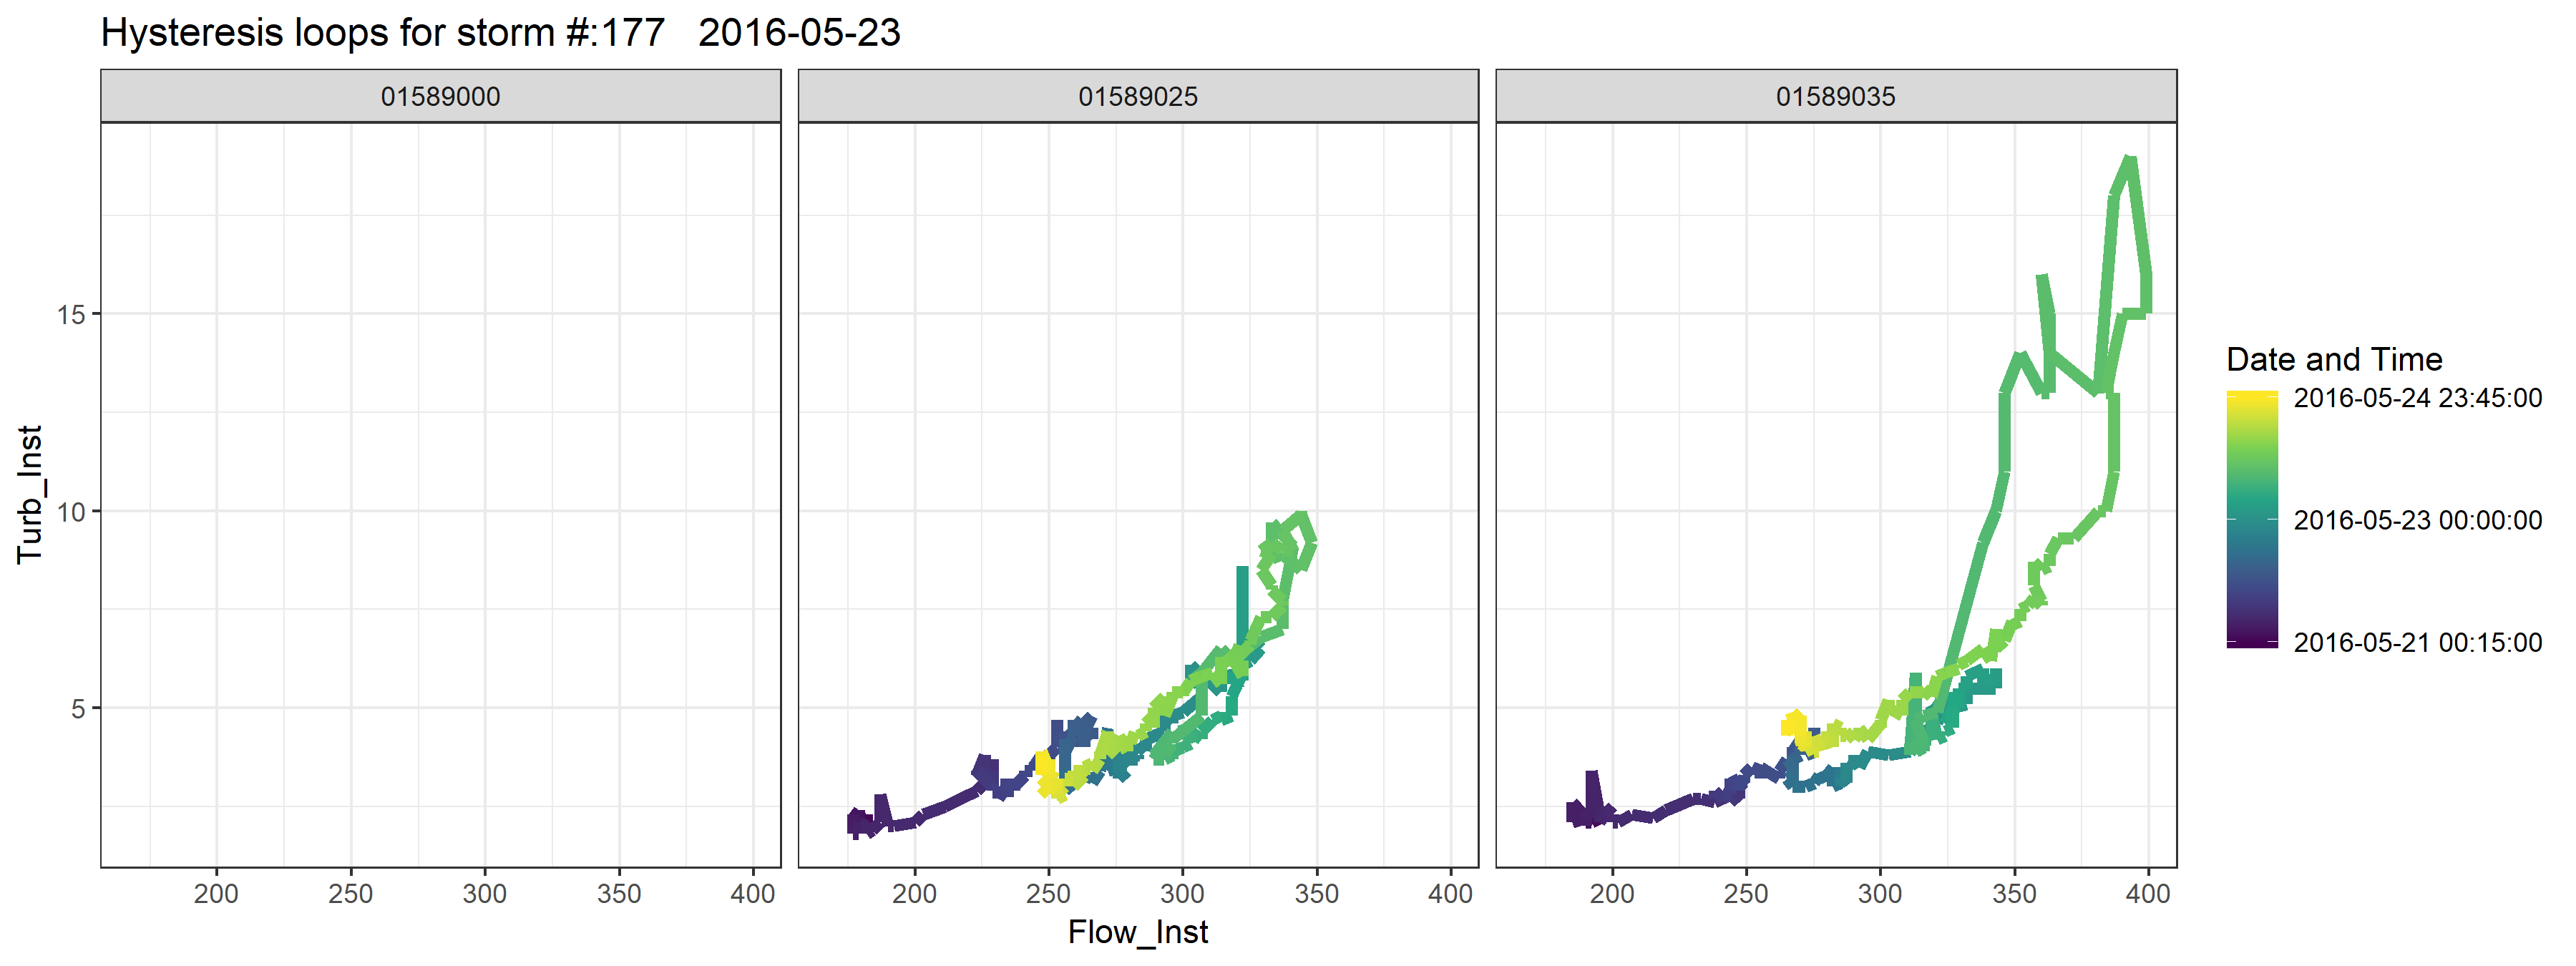 Hysteresis loops for storm #:177   2016-05-23
01589000
01589025
01589035
Turb_Inst
15
10
5
200 250 300 350 400
200 250 300 350 400
200 250 300 350 400
Flow_Inst
Date and Time
2016-05-24 23:45:00
2016-05-23 00:00:00
2016-05-21 00:15:00